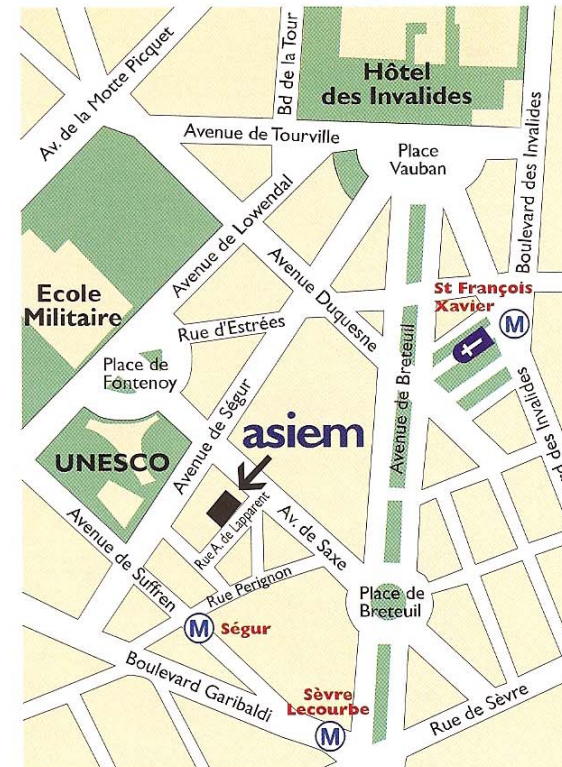 Av. de la Motte Picquet
Bd de la Tour
Hôtel
des Invalides
Boulevard des Invalides
Avenue de Tourville
Place
Vauban
Avenue de Lowendal
Avenue Duquesne
Ecole
Militaire
St François
Xavier
M
Rue d'Estrées
Place de
Fontenoy
Avenue de Ségur
Avenue de Breteuil
rd des Invalides
asiem
UNESCO
Rue A. de Lapparent
Av. de Saxe
Avenue de Suffren
Rue Perignon
Place de
Breteuil
M Ségur
Boulevard Garibaldi
Sèvre
Lecourbe
M
Rue de Sèvre